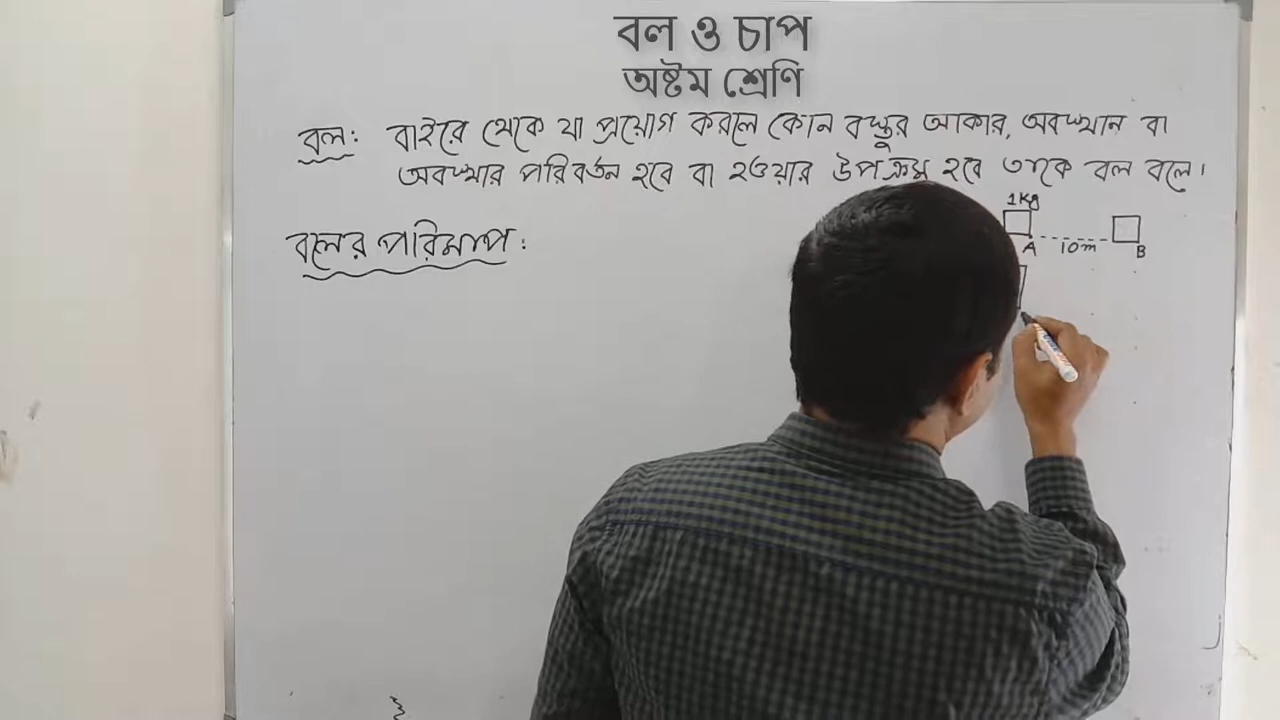 বল ও চাপ
অষ্টম শ্রেণি
বল: বাইরে থেকে যা প্রয়োগ করলে কোন বস্তুর আকার, অবস্থান বা
অবস্থার পরিবর্তন হবে বা হওয়ার উপক্রম হবে তাকে বল বলে।
1Kg
A 10m B
বলের পরিমাপ: